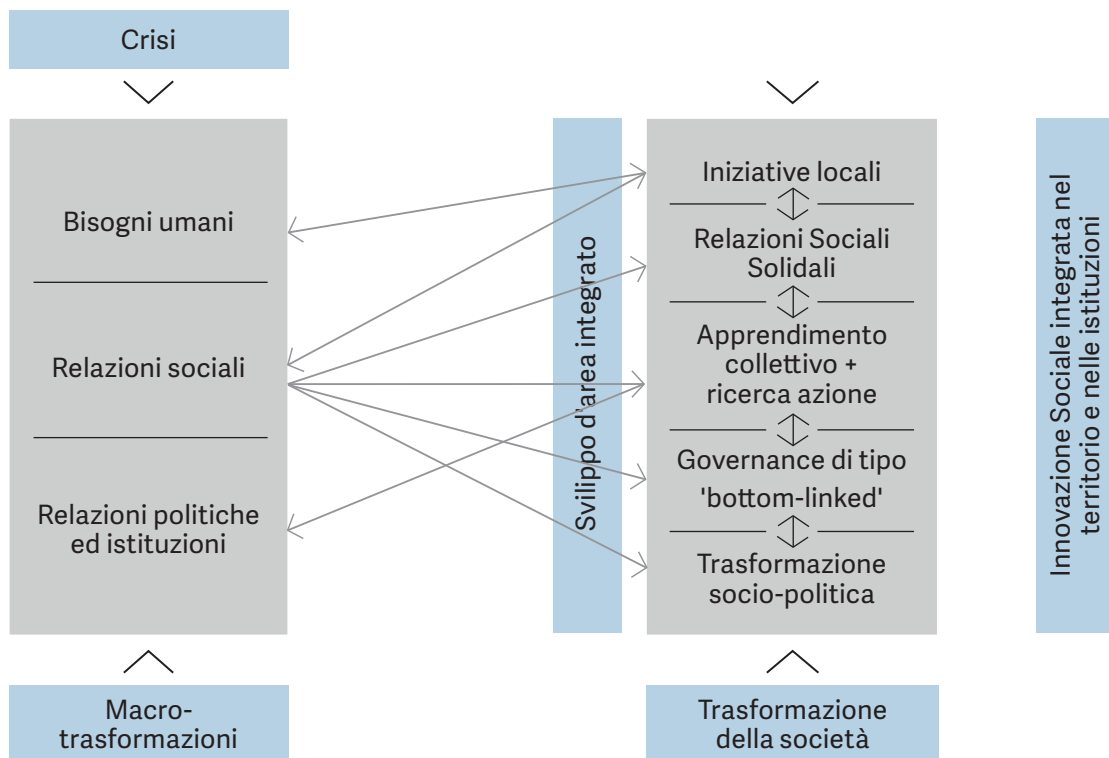 Crisi
Bisogni umani
Relazioni sociali
Relazioni politiche
ed istituzioni
Macro-
trasformazioni
Sviluppo d'area integrato
Iniziative locali
Relazioni Sociali
Solidali
Apprendimento
collettivo +
ricerca azione
Governance di tipo
'bottom-linked'
Trasformazione
socio-politica
Trasformazione
della società
Innovazione Sociale integrata nel
territorio e nelle istituzioni